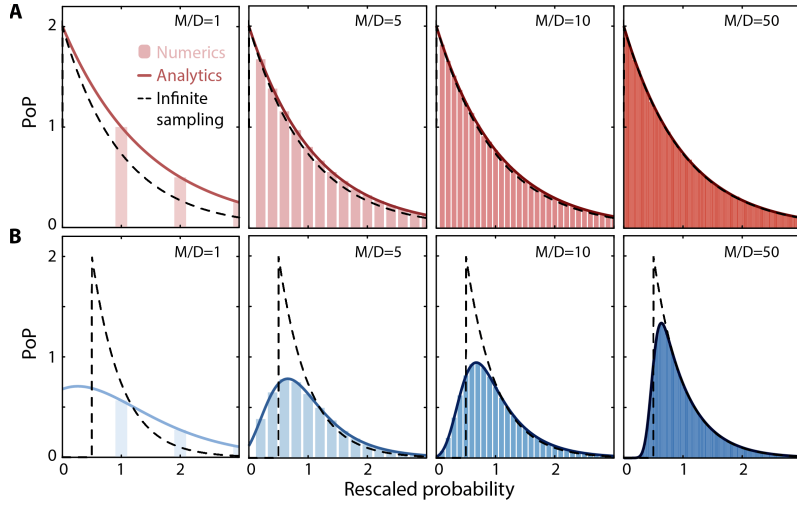 A
M/D=1
M/D=5
M/D=10
M/D=50
2
1
0
PoP
Numerics
Analytics
Infinite
sampling
B
M/D=1
M/D=5
M/D=10
M/D=50
2
1
0
PoP
0 1 2
0 1 2
0 1 2
0 1 2
Rescaled probability